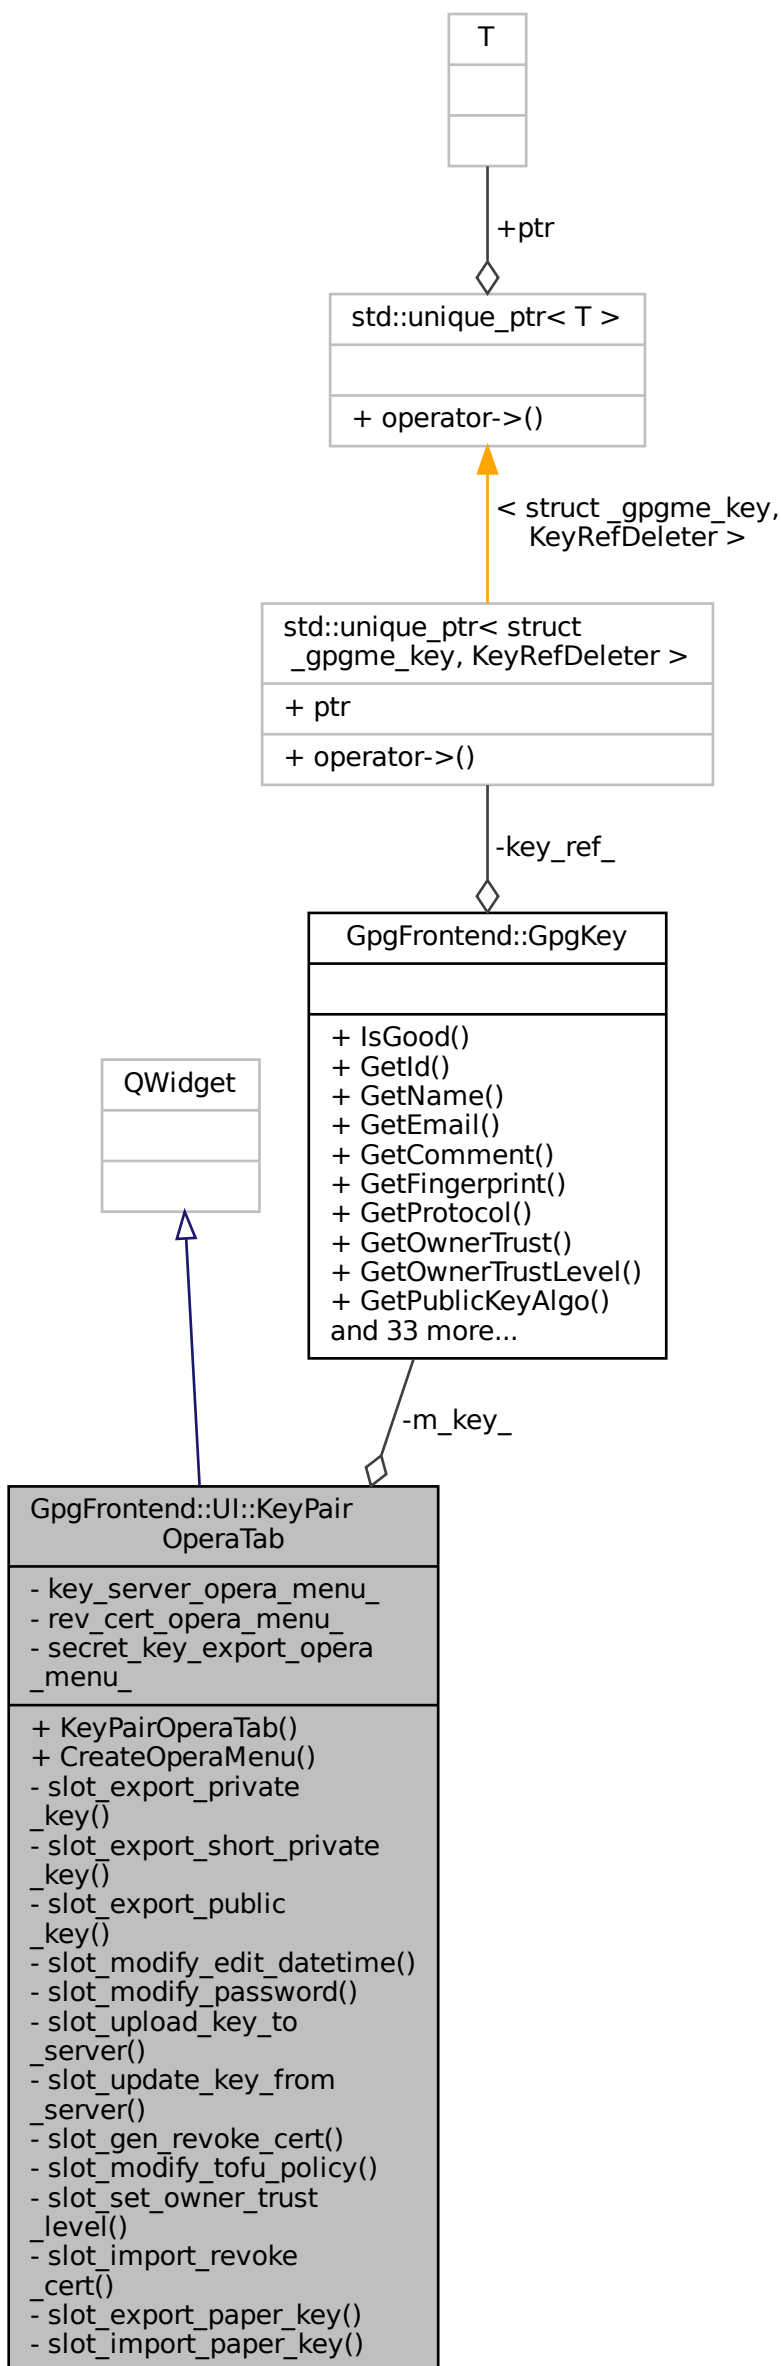 T
+ptr
std::unique_ptr< T >
+ operator->()
< struct _gpgme_key,
KeyRefDeleter >
std::unique_ptr< struct
_gpgme_key, KeyRefDeleter >
+ ptr
+ operator->()
-key_ref_
GpgFrontend::GpgKey
+ IsGood()
+ GetId()
+ GetName()
+ GetEmail()
+ GetComment()
+ GetFingerprint()
+ GetProtocol()
+ GetOwnerTrust()
+ GetOwnerTrustLevel()
+ GetPublicKeyAlgo()
and 33 more...
QWidget
-m_key_
GpgFrontend::UI::KeyPair
OperaTab
- key_server_opera_menu_
- rev_cert_opera_menu_
- secret_key_export_opera
_menu_
+ KeyPairOperaTab()
+ CreateOperaMenu()
- slot_export_private
_key()
- slot_export_short_private
_key()
- slot_export_public
_key()
- slot_modify_edit_datetime()
- slot_modify_password()
- slot_upload_key_to
_server()
- slot_update_key_from
_server()
- slot_gen_revoke_cert()
- slot_modify_tofu_policy()
- slot_set_owner_trust
_level()
- slot_import_revoke
_cert()
- slot_export_paper_key()
- slot_import_paper_key()